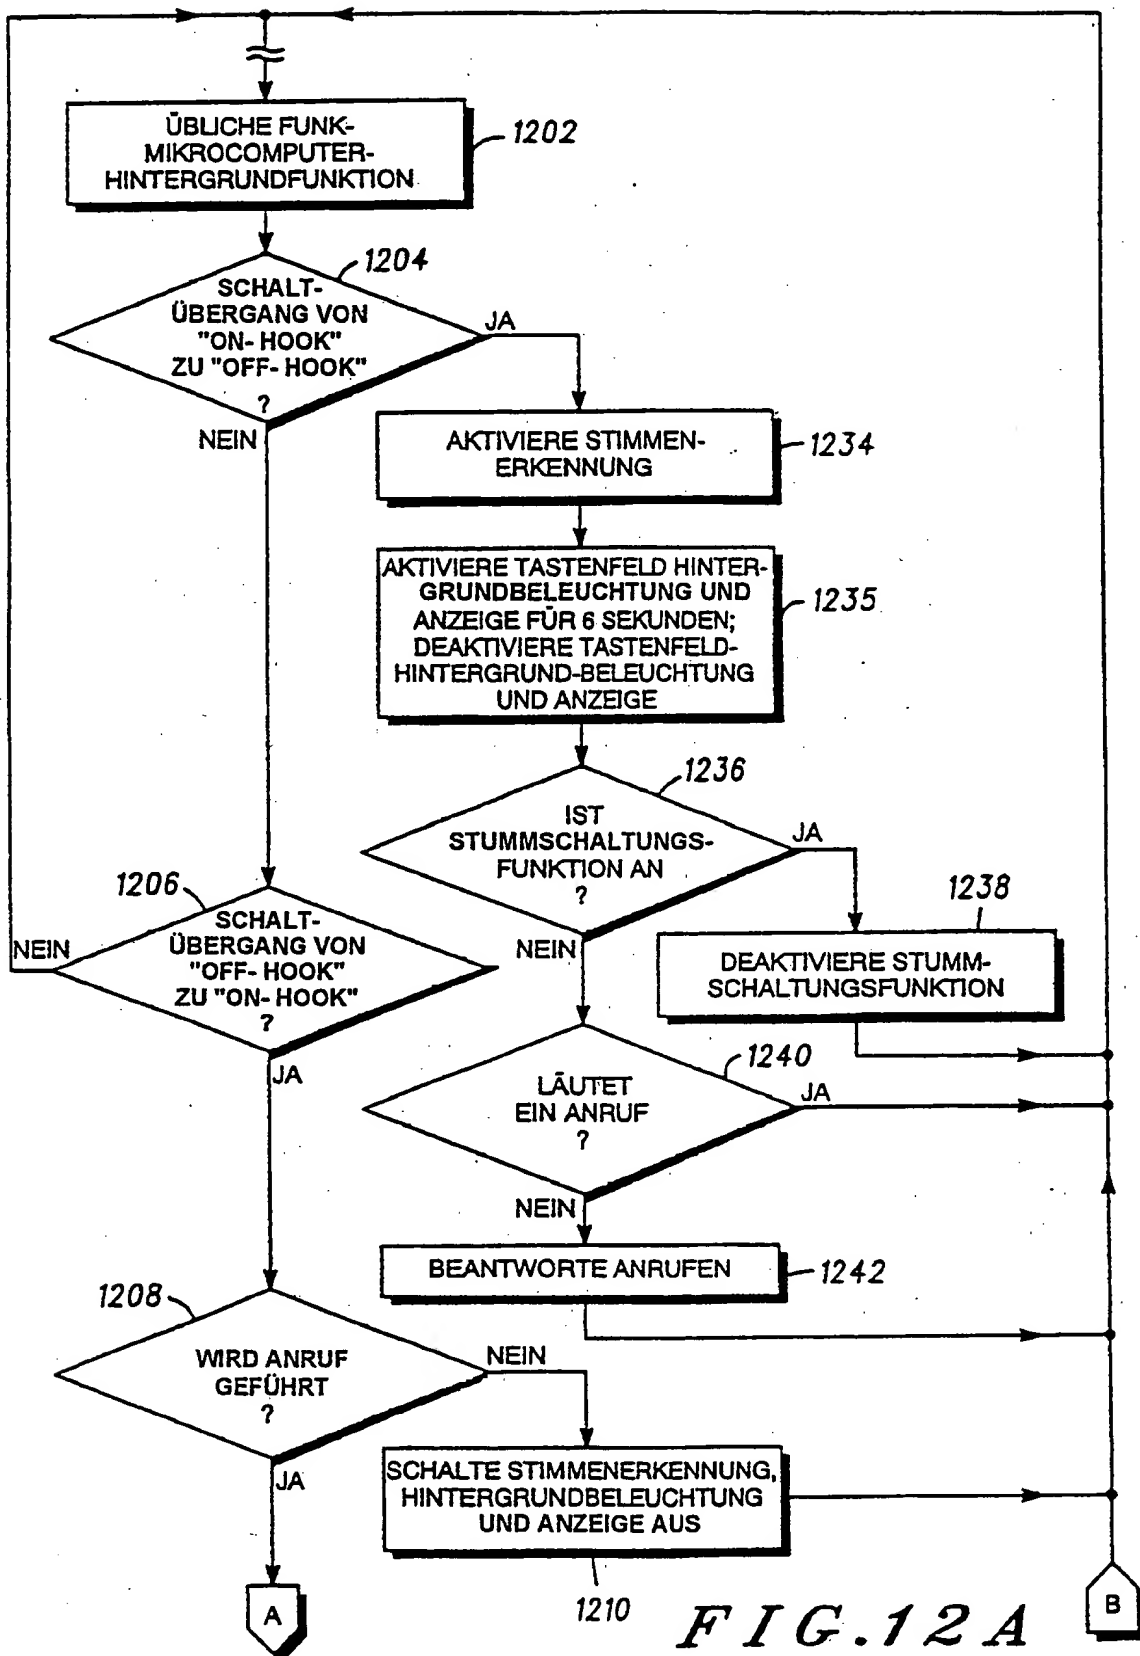 ÜBLICHE FUNK-
MIKROCOMPUTER-
HINTERGRUNDFUNKTION
1202
1204
SCHALT-
ÜBERGANG VON
"ON-HOOK"
ZU "OFF-HOOK"
?
JA
NEIN
AKTIVIERE STIMMEN-
ERKENNUNG
1234
AKTIVIERE TASTENFELD HINTER-
GRUNDBELEUCHTUNG UND
ANZEIGE FÜR 6 SEKUNDEN;
DEAKTIVIERE TASTENFELD-
HINTERGRUND-BELEUCHTUNG
UND ANZEIGE
1235
1236
IST
STUMMSCHALTUNGS-
FUNKTION AN
?
JA
NEIN
1238
DEAKTIVIERE STUMM-
SCHALTUNGSFUNKTION
1206
SCHALT-
ÜBERGANG VON
"OFF-HOOK"
ZU "ON-HOOK"
?
NEIN
JA
1240
LÄUTET
EIN ANRUF
?
JA
NEIN
BEANTWORTE ANRUFEN
1242
1208
WIRD ANRUF
GEFÜHRT
?
NEIN
JA
SCHALTE STIMMENERKENNUNG,
HINTERGRUNDBELEUCHTUNG
UND ANZEIGE AUS
1210
A
B
FIG.12A